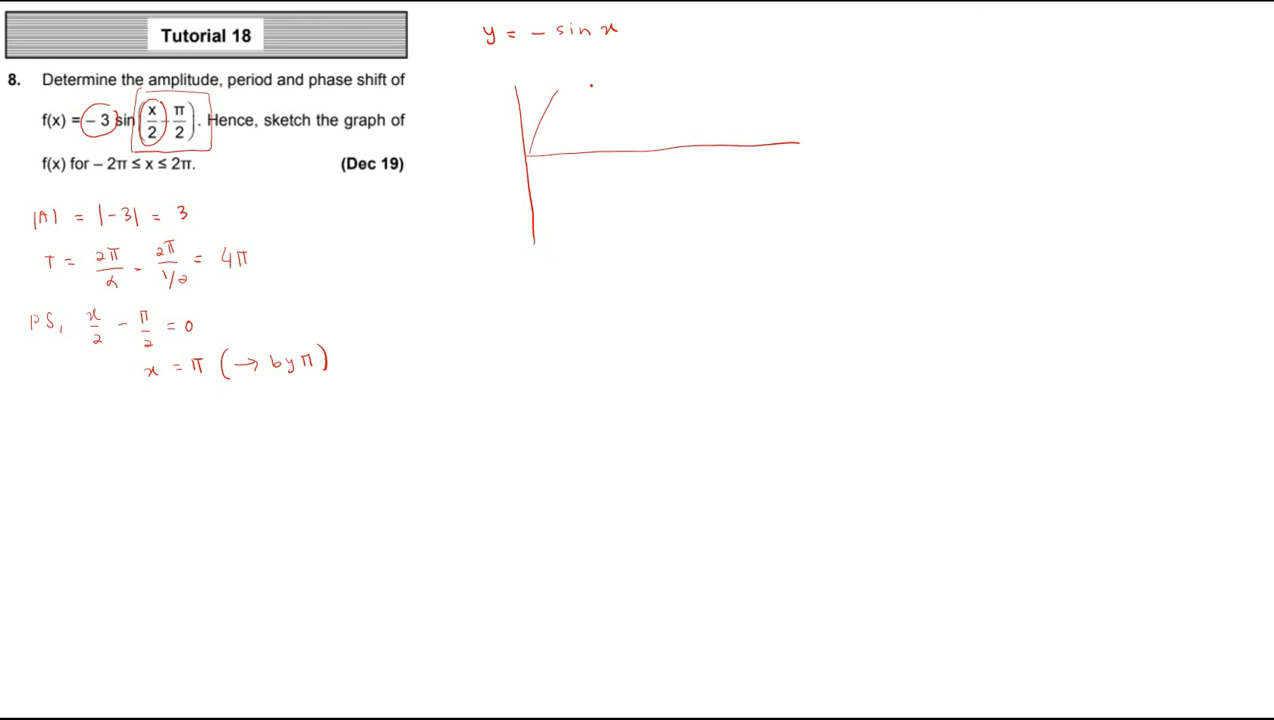 Tutorial 18
8. Determine the amplitude, period and phase shift of
f(x) = – 3 sin(x/2 – π/2). Hence, sketch the graph of
f(x) for – 2π ≤ x ≤ 2π. (Dec 19)
|A| = |-3| = 3
T = 2π/α = 2π/1/2 = 4π
PS, x/2 - π/2 = 0
x = π (→ by π)
y = - sin x